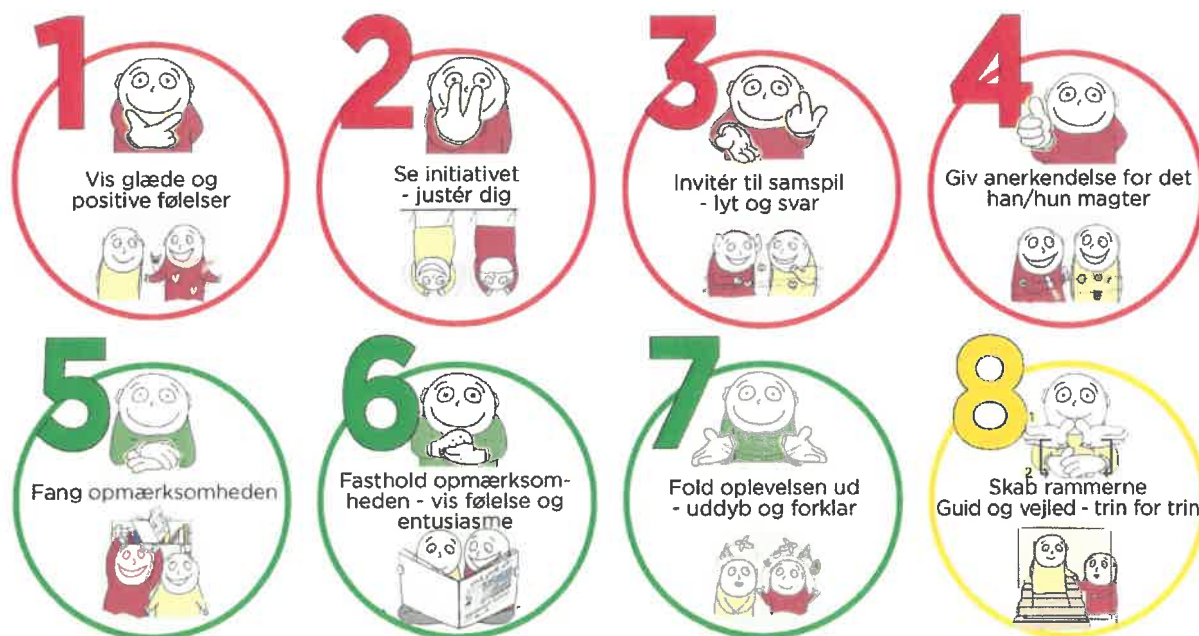 1
Vis glæde og
positive følelser
2
Se initiativet
- justér dig
3
Invitér til samspil
- lyt og svar
4
Giv anerkendelse for det
han/hun magter
5
Fang opmærksomheden
6
Fasthold opmærksom-
heden - vis følelse og
entusiasme
7
Fold oplevelsen ud
- uddyb og forklar
8
1
2
Skab rammerne
Guid og vejled - trin for trin